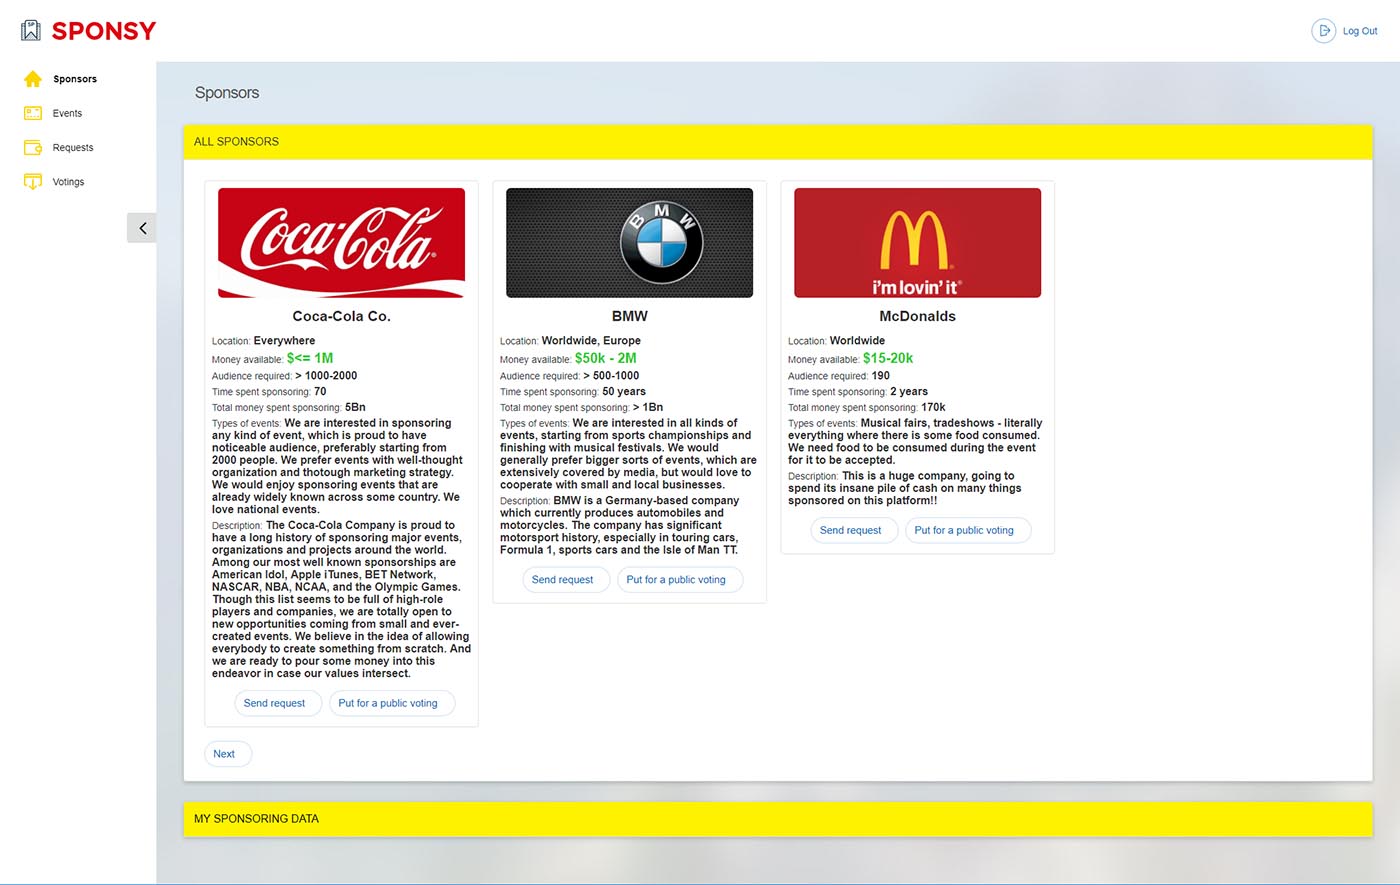 SP
SPONSY
Log Out
Sponsors
Events
Requests
Votings
Sponsors
ALL SPONSORS
Coca-Cola®
Coca-Cola Co.
Location: Everywhere
Money available: $<= 1M
Audience required: > 1000-2000
Time spent sponsoring: 70
Total money spent sponsoring: 5Bn
Types of events: We are interested in sponsoring
any kind of event, which is proud to have
noticeable audience, preferably starting from
2000 people. We prefer events with well-thought
organization and thotough marketing strategy.
We would enjoy sponsoring events that are
already widely known across some country. We
love national events.
Description: The Coca-Cola Company is proud to
have a long history of sponsoring major events,
organizations and projects around the world.
Among our most well known sponsorships are
American Idol, Apple iTunes, BET Network,
NASCAR, NBA, NCAA, and the Olympic Games.
Though this list seems to be full of high-role
players and companies, we are totally open to
new opportunities coming from small and ever-
created events. We believe in the idea of allowing
everybody to create something from scratch. And
we are ready to pour some money into this
endeavor in case our values intersect.
Send request
Put for a public voting
BMW
BMW
Location: Worldwide, Europe
Money available: $50k - 2M
Audience required: > 500-1000
Time spent sponsoring: 50 years
Total money spent sponsoring: > 1Bn
Types of events: We are interested in all kinds of
events, starting from sports championships and
finishing with musical festivals. We would
generally prefer bigger sorts of events, which are
extensively covered by media, but would love to
cooperate with small and local businesses.
Description: BMW is a Germany-based company
which currently produces automobiles and
motorcycles. The company has significant
motorsport history, especially in touring cars,
Formula 1, sports cars and the Isle of Man TT.
Send request
Put for a public voting
i'm lovin' it®
McDonalds
Location: Worldwide
Money available: $15-20k
Audience required: 190
Time spent sponsoring: 2 years
Total money spent sponsoring: 170k
Types of events: Musical fairs, tradeshows - literally
everything where there is some food consumed.
We need food to be consumed during the event
for it to be accepted.
Description: This is a huge company, going to
spend its insane pile of cash on many things
sponsored on this platform!!
Send request
Put for a public voting
Next
MY SPONSORING DATA